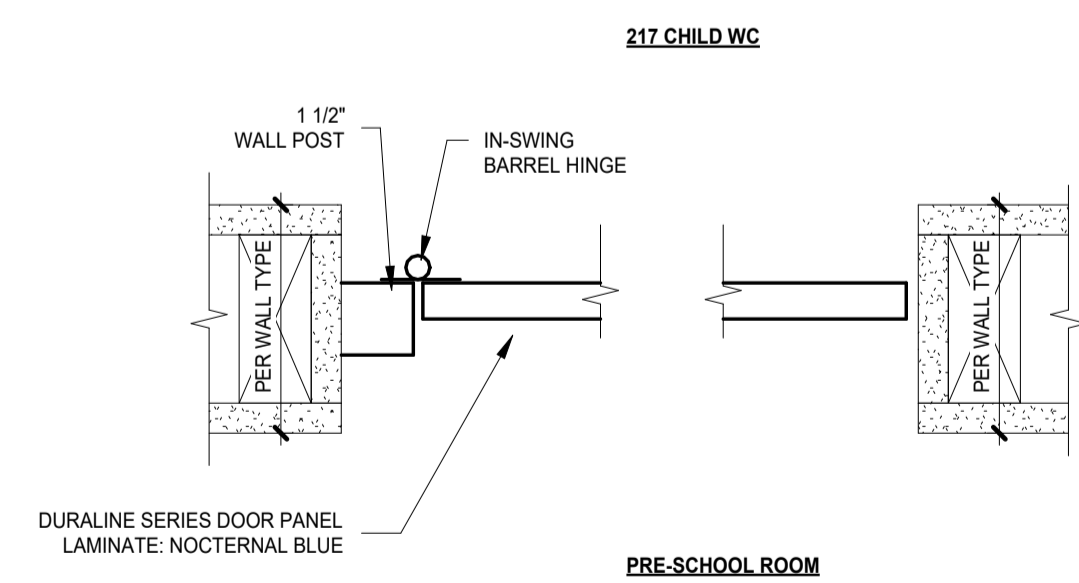 217 CHILD WC
1 1/2"
WALL POST
IN-SWING
BARREL HINGE
PER WALL TYPE
PER WALL TYPE
DURALINE SERIES DOOR PANEL
LAMINATE: NOCTERNAL BLUE
PRE-SCHOOL ROOM